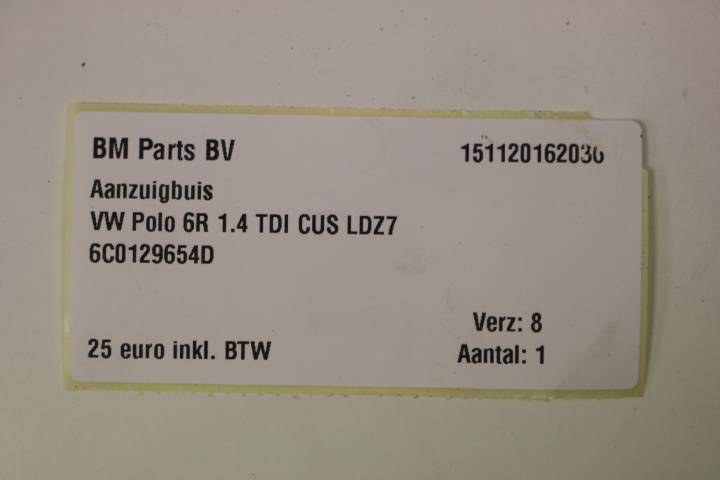 BM Parts BV 151120162030
Aanzuigbuis
VW Polo 6R 1.4 TDI CUS LDZ7
6C0129654D
Verz: 8
25 euro inkl. BTW Aantal: 1